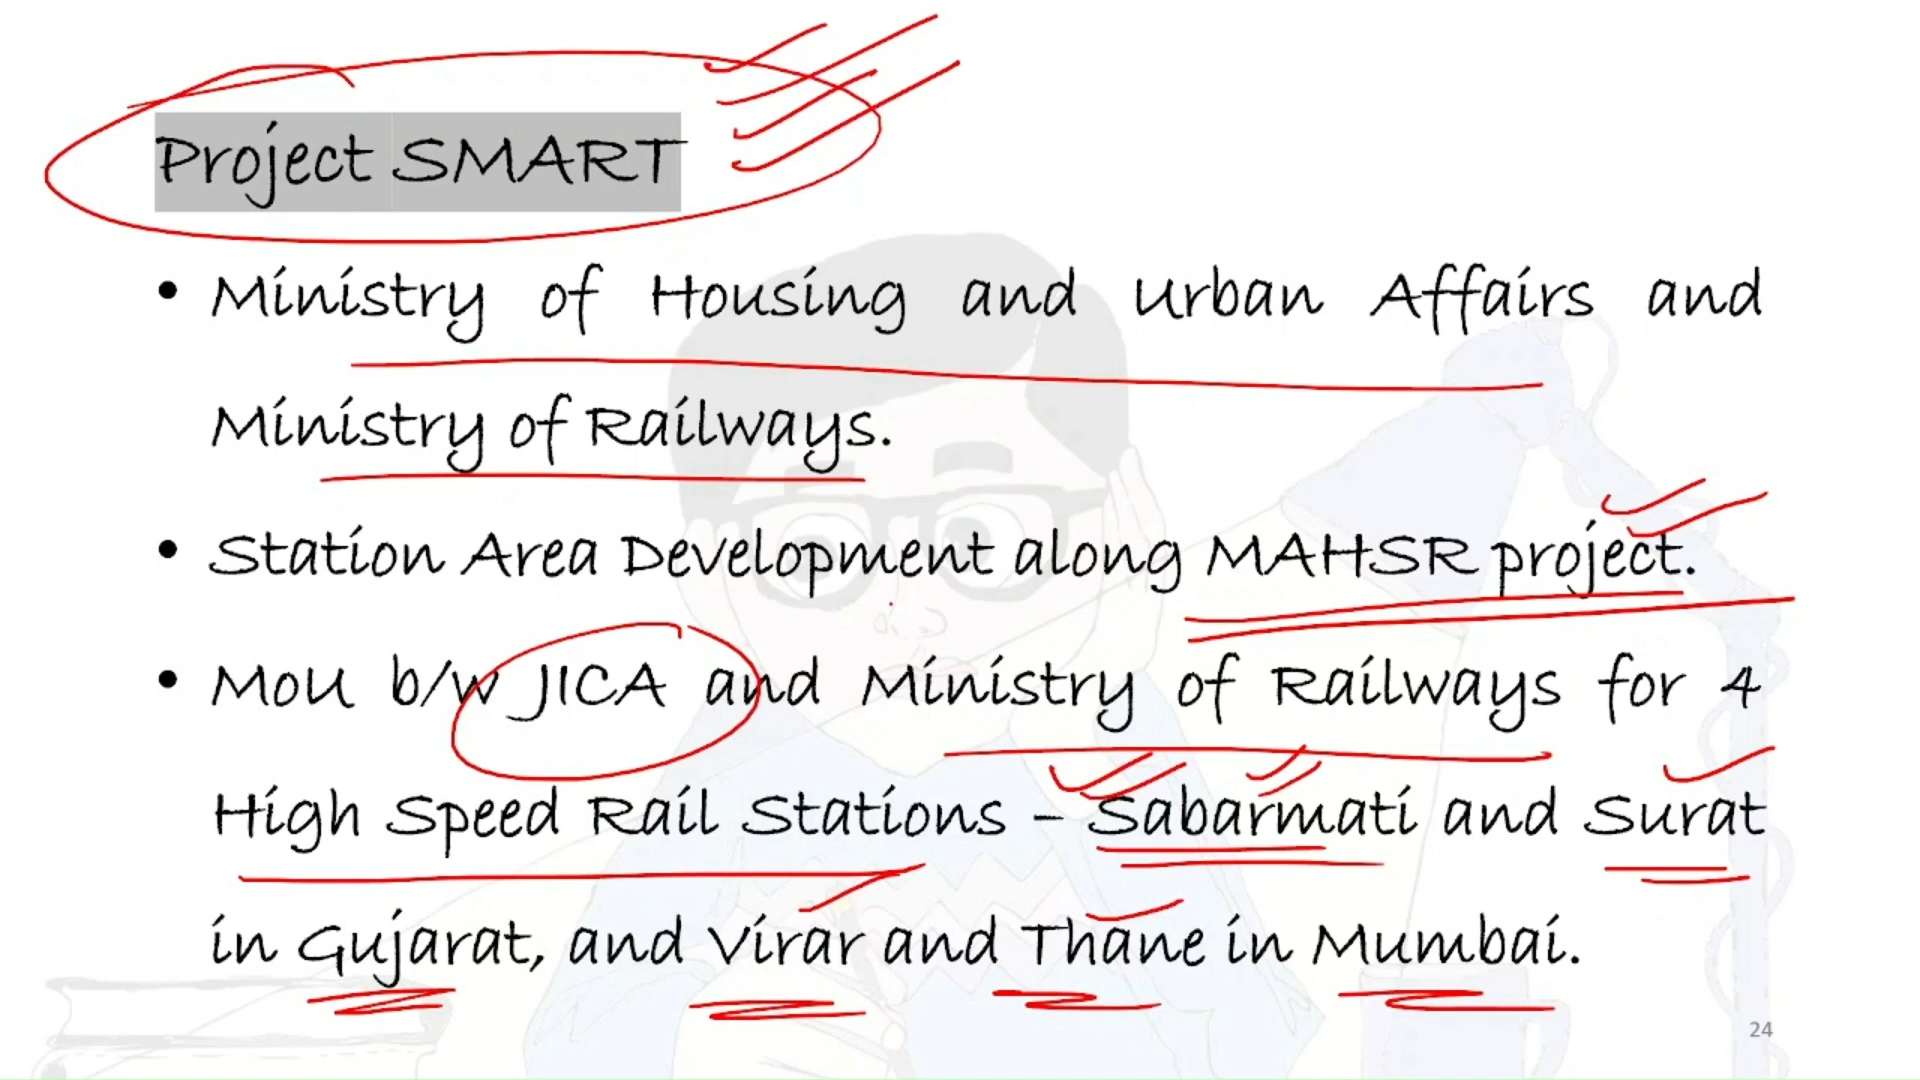 Project SMART
• Ministry of Housing and Urban Affairs and
Ministry of Railways.
• Station Area Development along MAHSR project.
• MoU b/w JICA and Ministry of Railways for 4
High Speed Rail Stations – Sabarmati and Surat
in Gujarat, and Virar and Thane in Mumbai.
24